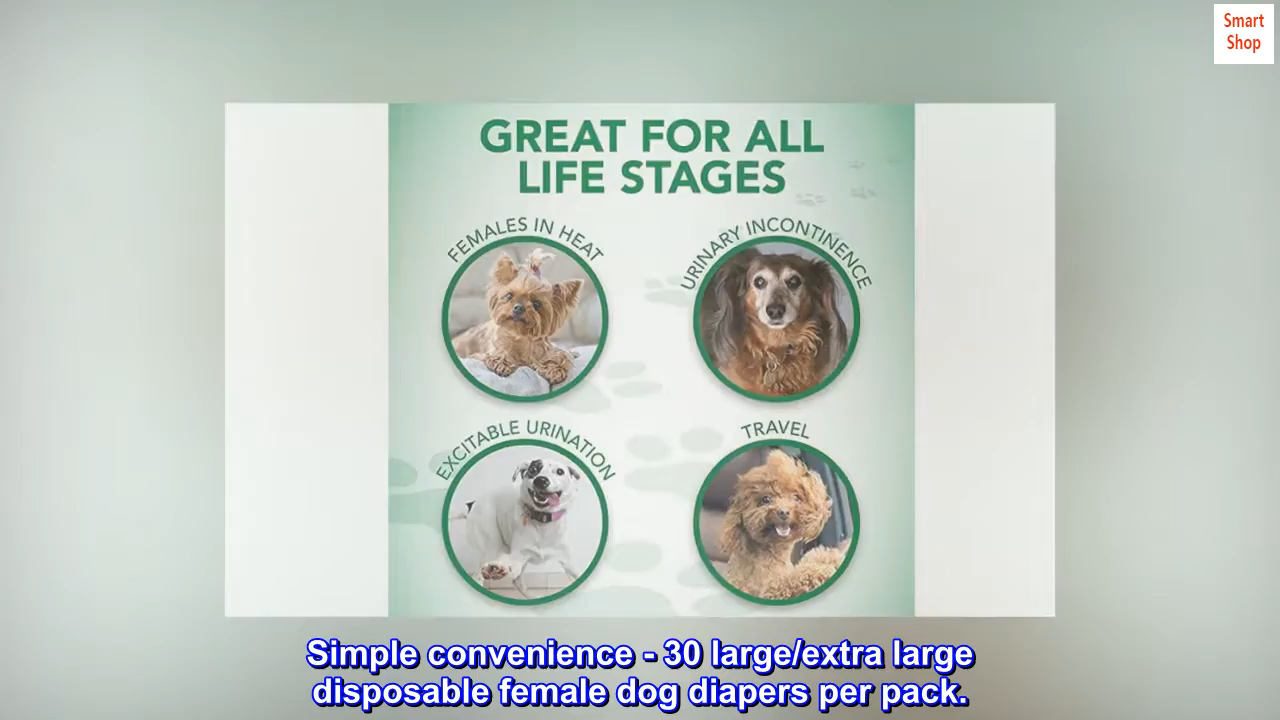 Smart
Shop
GREAT FOR ALL
LIFE STAGES
FEMALES IN HEAT
URINARY INCONTINENCE
EXCITABLE URINATION
TRAVEL
Simple convenience - 30 large/extra large
disposable female dog diapers per pack.